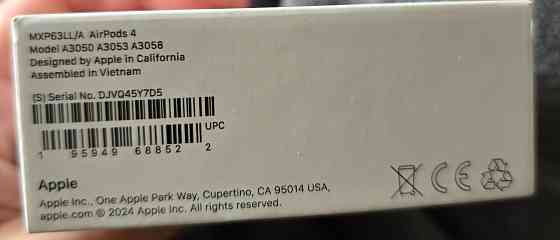 MXP63LL/A AirPods 4
Model A3050 A3053 A3058
Designed by Apple in California
Assembled in Vietnam
(S) Serial No. DJVQ45Y7D5
UPC
1 95949 68852 2
Apple
Apple Inc., One Apple Park Way, Cupertino, CA 95014 USA,
apple.com © 2024 Apple Inc. All rights reserved.
CE